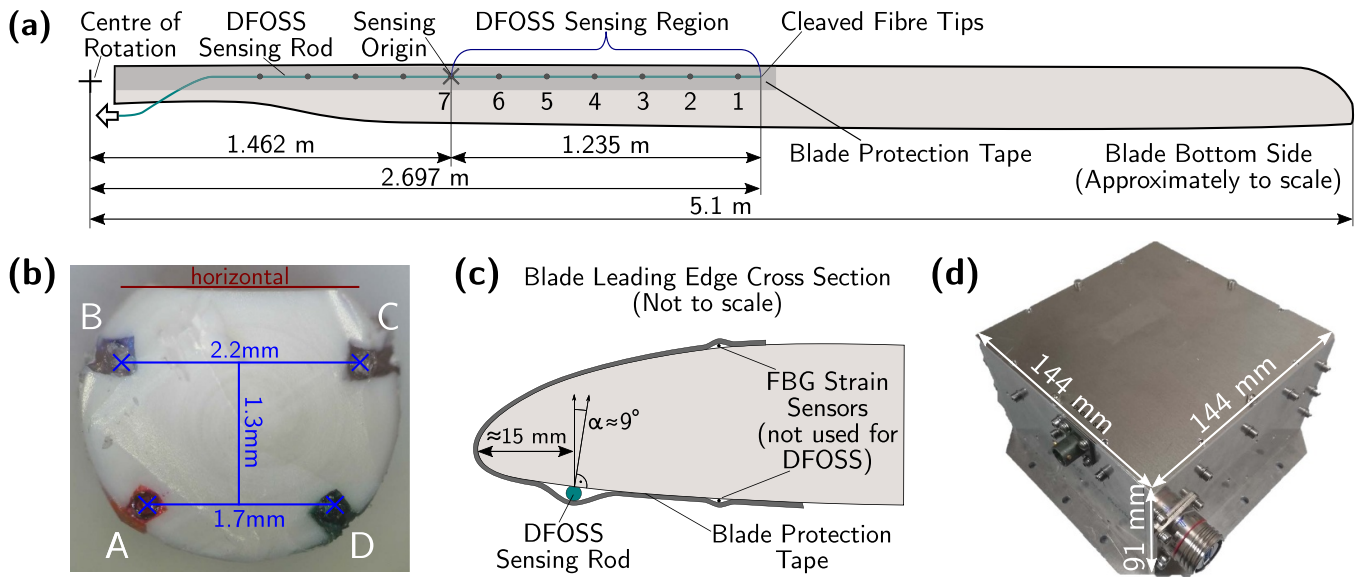 (a)
Centre of
Rotation
DFOSS
Sensing Rod
Sensing
Origin
DFOSS Sensing Region
Cleaved Fibre Tips
7 6 5 4 3 2 1
1.462 m
1.235 m
2.697 m
5.1 m
Blade Protection Tape
Blade Bottom Side
(Approximately to scale)
(b)
horizontal
B
C
2.2mm
1.3mm
1.7mm
A
D
(c)
Blade Leading Edge Cross Section
(Not to scale)
≈15 mm
α≈9°
FBG Strain
Sensors
(not used for
DFOSS)
DFOSS
Sensing Rod
Blade Protection
Tape
(d)
144 mm
144 mm
91 mm